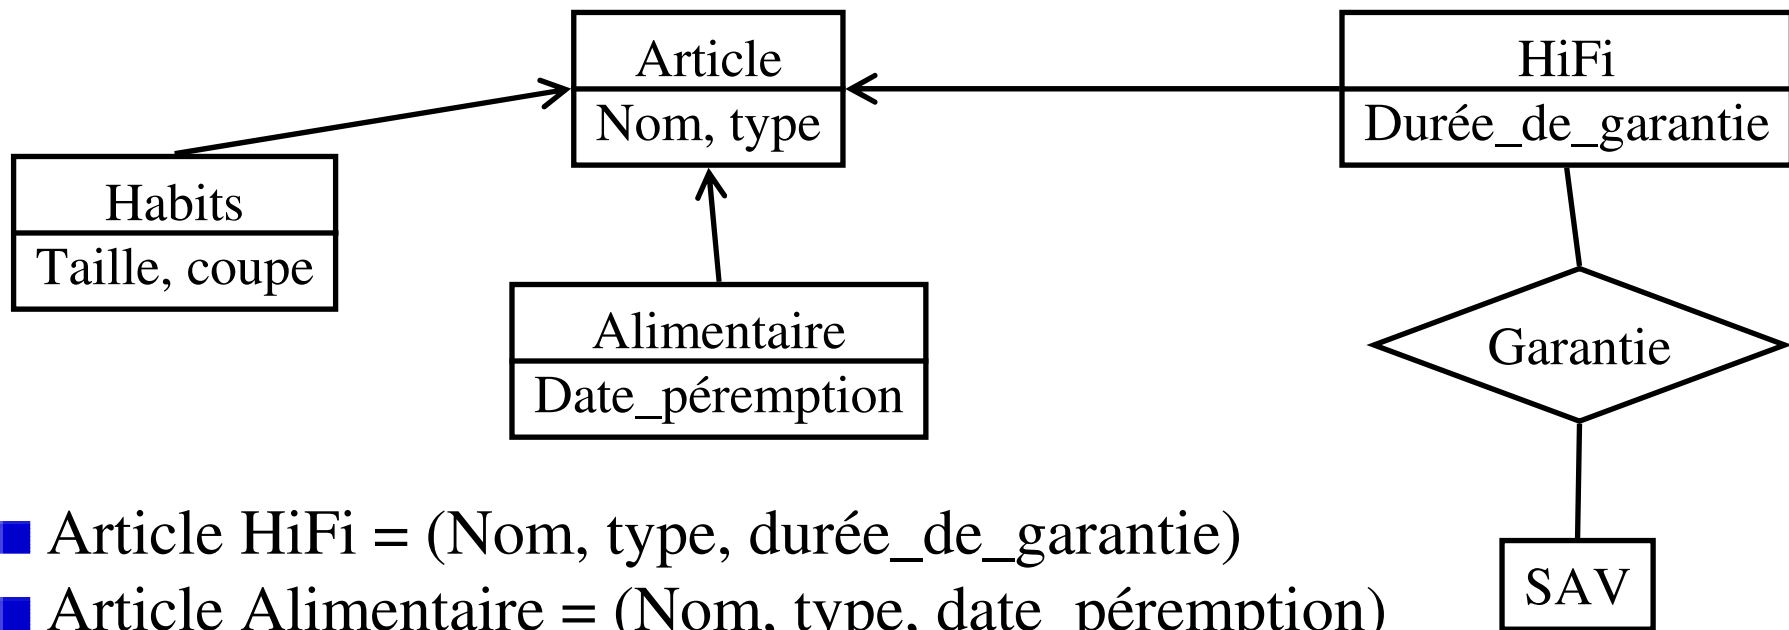 Article
Nom, type
HiFi
Durée_de_garantie
Habits
Taille, coupe
Alimentaire
Date_péremption
Garantie
SAV
Article HiFi = (Nom, type, durée_de_garantie)
Article Alimentaire = (Nom, type, date_péremption)